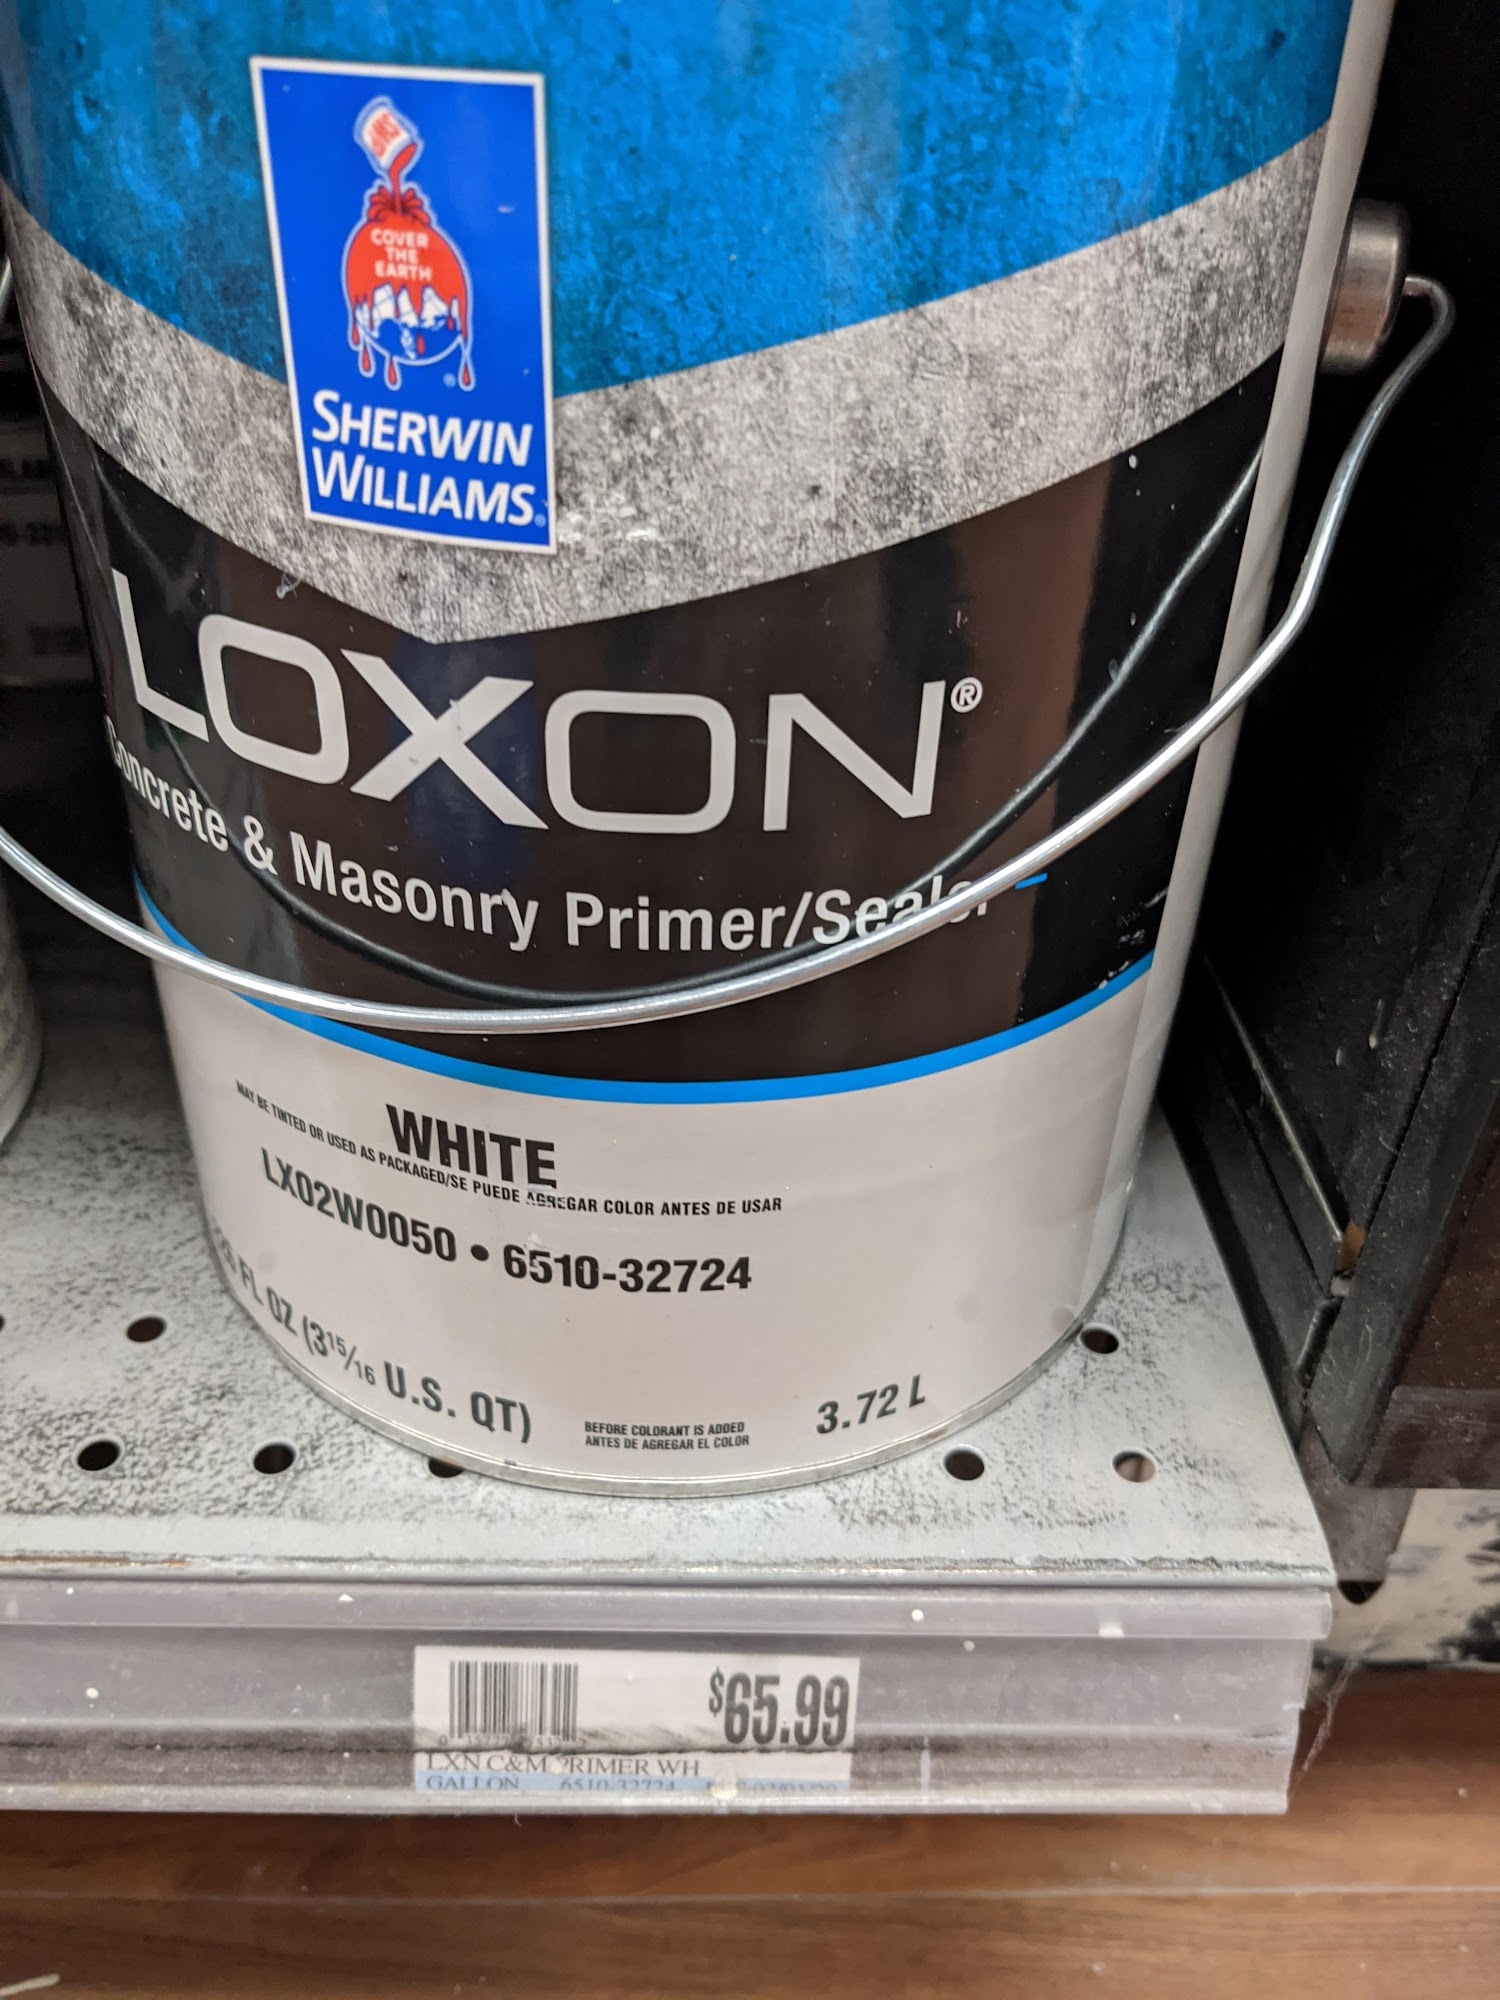 COVER
THE
EARTH
SHERWIN
WILLIAMS®
LOXON®
Concrete & Masonry Primer/Sealer
WHITE
MAY BE TINTED OR USED AS PACKAGED/SE PUEDE AGREGAR COLOR ANTES DE USAR
LX02W0050 • 6510-32724
FL OZ (3 15/16 U.S. QT)
BEFORE COLORANT IS ADDED
ANTES DE AGREGAR EL COLOR
3.72 L
$65.99
LXN C&M PRIMER WH
GALLON 6510-32724